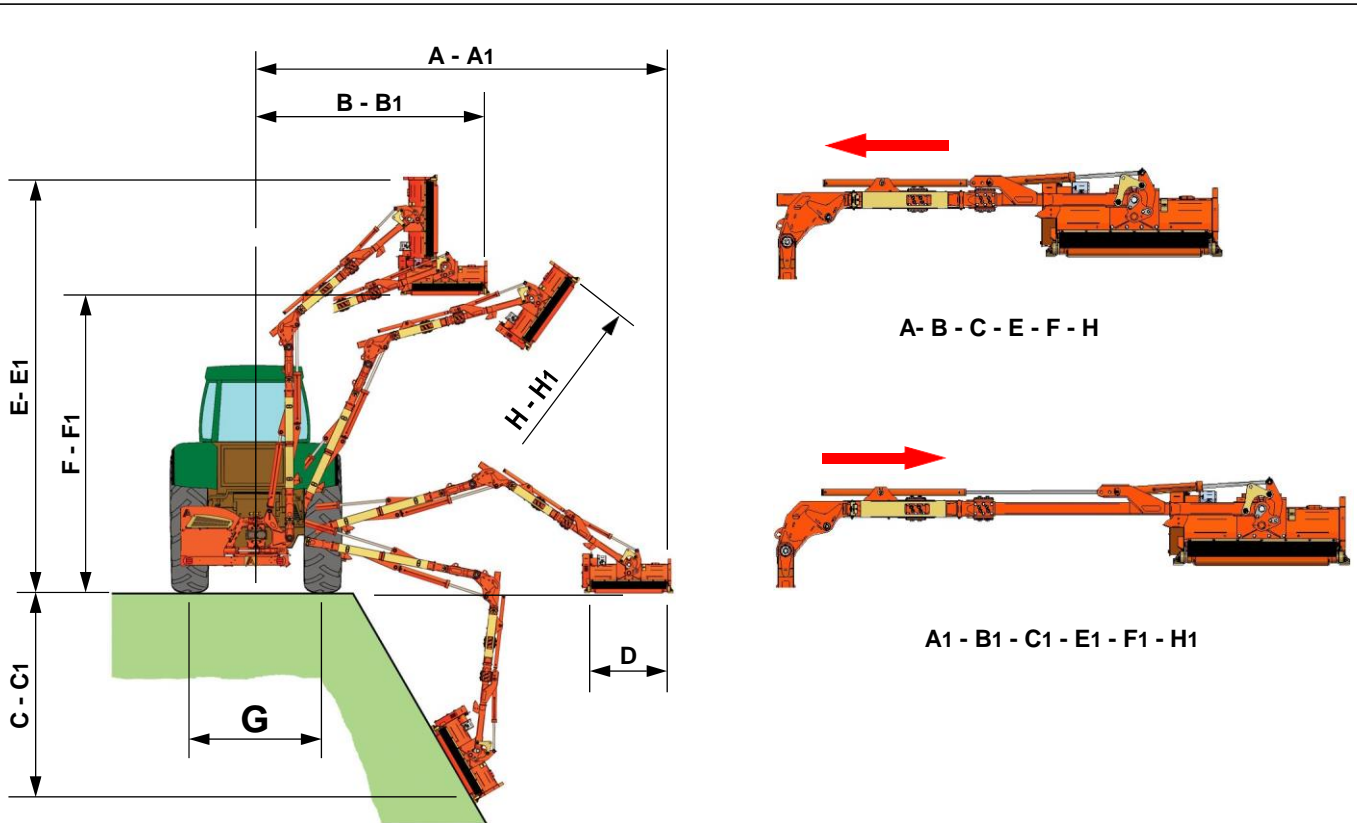 A - A1
B - B1
E- E1
F - F1
H - H1
C - C1
D
G
A- B - C - E - F - H
A1 - B1 - C1 - E1 - F1 - H1